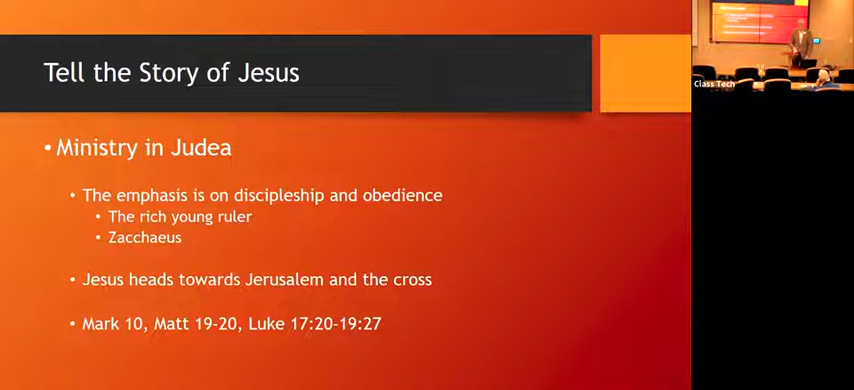 Tell the Story of Jesus
• Ministry in Judea
• The emphasis is on discipleship and obedience
• The rich young ruler
• Zacchaeus
• Jesus heads towards Jerusalem and the cross
• Mark 10, Matt 19-20, Luke 17:20-19:27
Class Tech